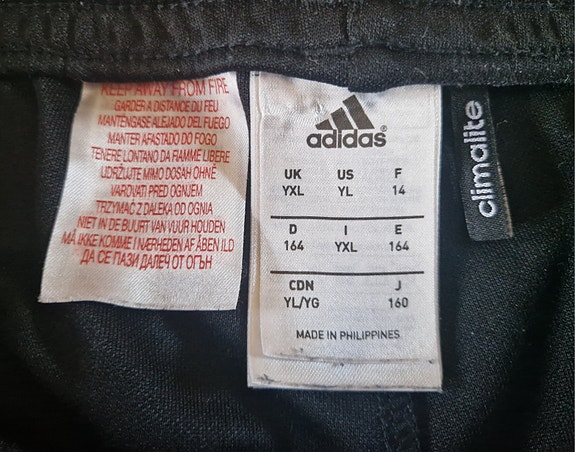 KEEP AWAY FROM FIRE
GARDER A DISTANCE DU FEU
MANTENGASE ALEJADO DEL FUEGO
MANTER AFASTADO DO FOGO
TENERE LONTANO DA FIAMME LIBERE
UDRŽUJTE MIMO DOSAH OHNĚ
VAROVATI PRED OGNJEM
TRZYMAĆ Z DALEKA OD OGNIA
NIET IN DE BUURT VAN VUUR HOUDEN
MÅ IKKE KOMME I NÆRHEDEN AF ÅBEN ILD
ДА СЕ ПАЗИ ДАЛЕЧ ОТ ОГЪН
adidas®
UK US F
YXL YL 14
D I E
164 YXL 164
CDN J
YL/YG 160
MADE IN PHILIPPINES
climalite